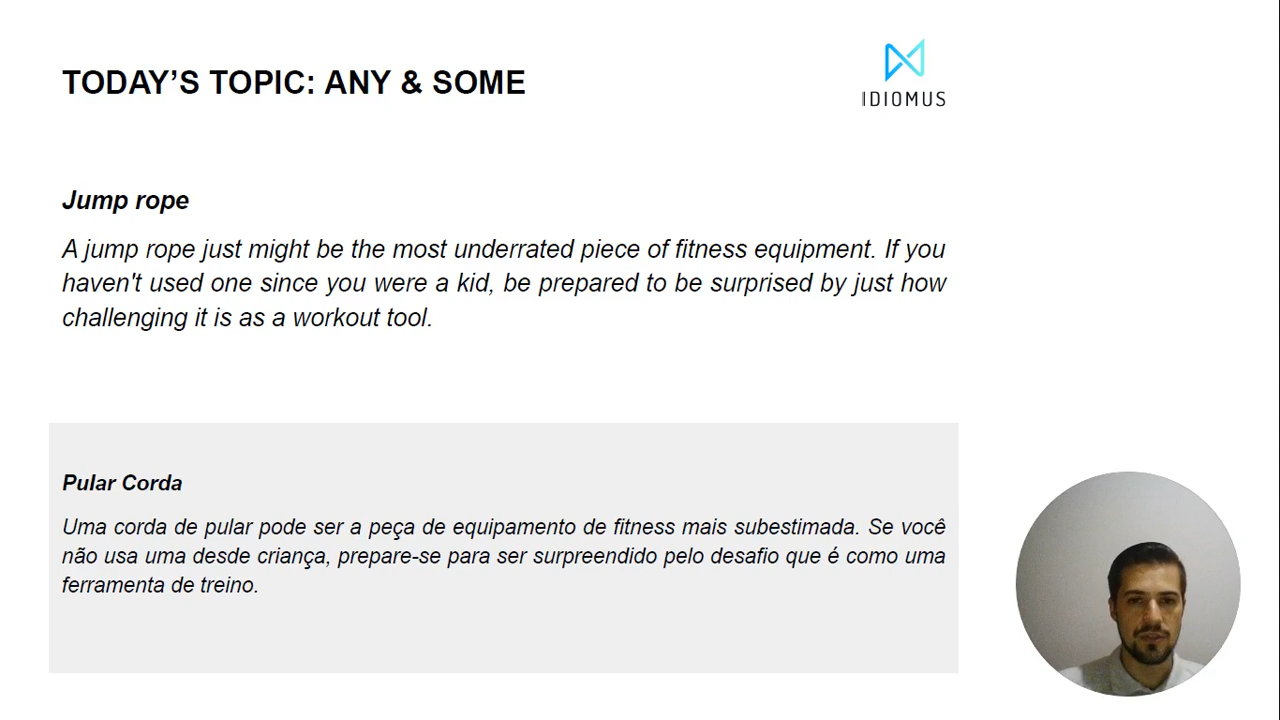 TODAY’S TOPIC: ANY & SOME
IDIOMUS
Jump rope
A jump rope just might be the most underrated piece of fitness equipment. If you
haven't used one since you were a kid, be prepared to be surprised by just how
challenging it is as a workout tool.
Pular Corda
Uma corda de pular pode ser a peça de equipamento de fitness mais subestimada. Se você
não usa uma desde criança, prepare-se para ser surpreendido pelo desafio que é como uma
ferramenta de treino.